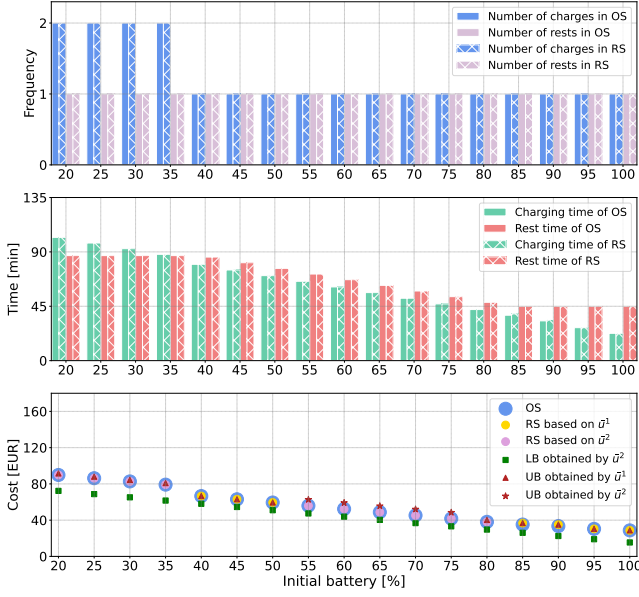 Number of charges in OS
Number of rests in OS
Number of charges in RS
Number of rests in RS
Frequency
2
1
0
20 25 30 35 40 45 50 55 60 65 70 75 80 85 90 95 100
Charging time of OS
Rest time of OS
Charging time of RS
Rest time of RS
Time [min]
135
90
45
0
20 25 30 35 40 45 50 55 60 65 70 75 80 85 90 95 100
OS
RS based on ū¹
RS based on ū²
LB obtained by ū²
UB obtained by ū¹
UB obtained by ū²
Cost [EUR]
160
120
80
40
0
20 25 30 35 40 45 50 55 60 65 70 75 80 85 90 95 100
Initial battery [%]